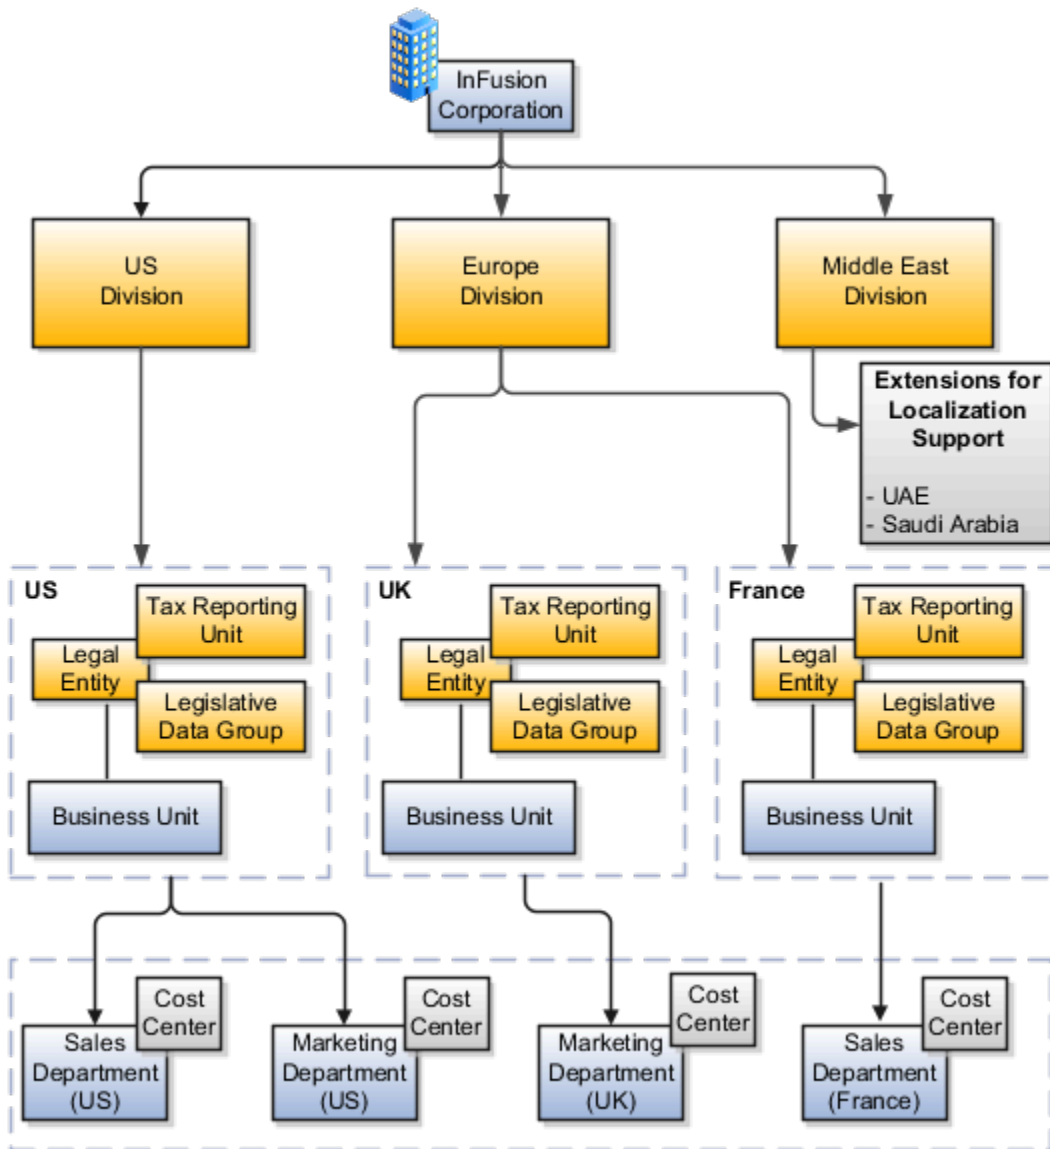 InFusion
Corporation
US
Division
Europe
Division
Middle East
Division
Extensions for
Localization
Support
- UAE
- Saudi Arabia
US
Tax Reporting
Unit
Legal
Entity
Legislative
Data Group
Business Unit
UK
Tax Reporting
Unit
Legal
Entity
Legislative
Data Group
Business Unit
France
Tax Reporting
Unit
Legal
Entity
Legislative
Data Group
Business Unit
Cost
Center
Sales
Department
(US)
Cost
Center
Marketing
Department
(US)
Cost
Center
Marketing
Department
(UK)
Cost
Center
Sales
Department
(France)